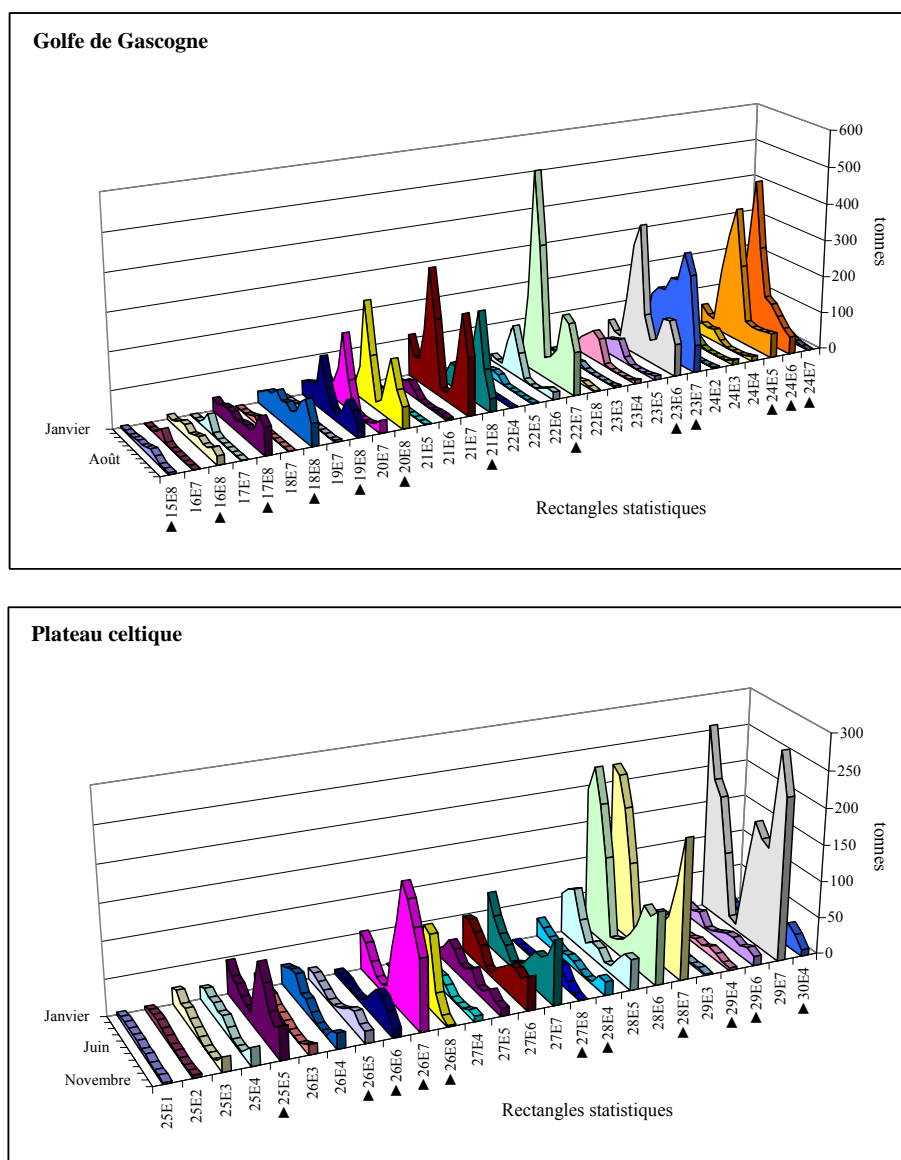 Golfe de Gascogne
600
500
400
300
200
100
0
tonnes
Janvier
Août
▲15E8
16E7
▲16E8
17E7
▲17E8
18E7
▲18E8
19E7
▲19E8
20E7
▲20E8
21E5
21E6
21E7
▲21E8
22E4
22E5
22E6
▲22E7
22E8
23E3
23E4
23E5
▲23E6
▲23E7
24E2
24E3
24E4
▲24E5
▲24E6
▲24E7
Rectangles statistiques
Plateau celtique
300
250
200
150
100
50
0
tonnes
Janvier
Juin
Novembre
25E1
25E2
25E3
25E4
▲25E5
26E3
26E4
▲26E5
▲26E6
▲26E7
▲26E8
27E4
27E5
27E6
27E7
▲27E8
▲28E4
28E5
28E6
▲28E7
29E3
▲29E4
▲29E6
29E7
▲30E4
Rectangles statistiques